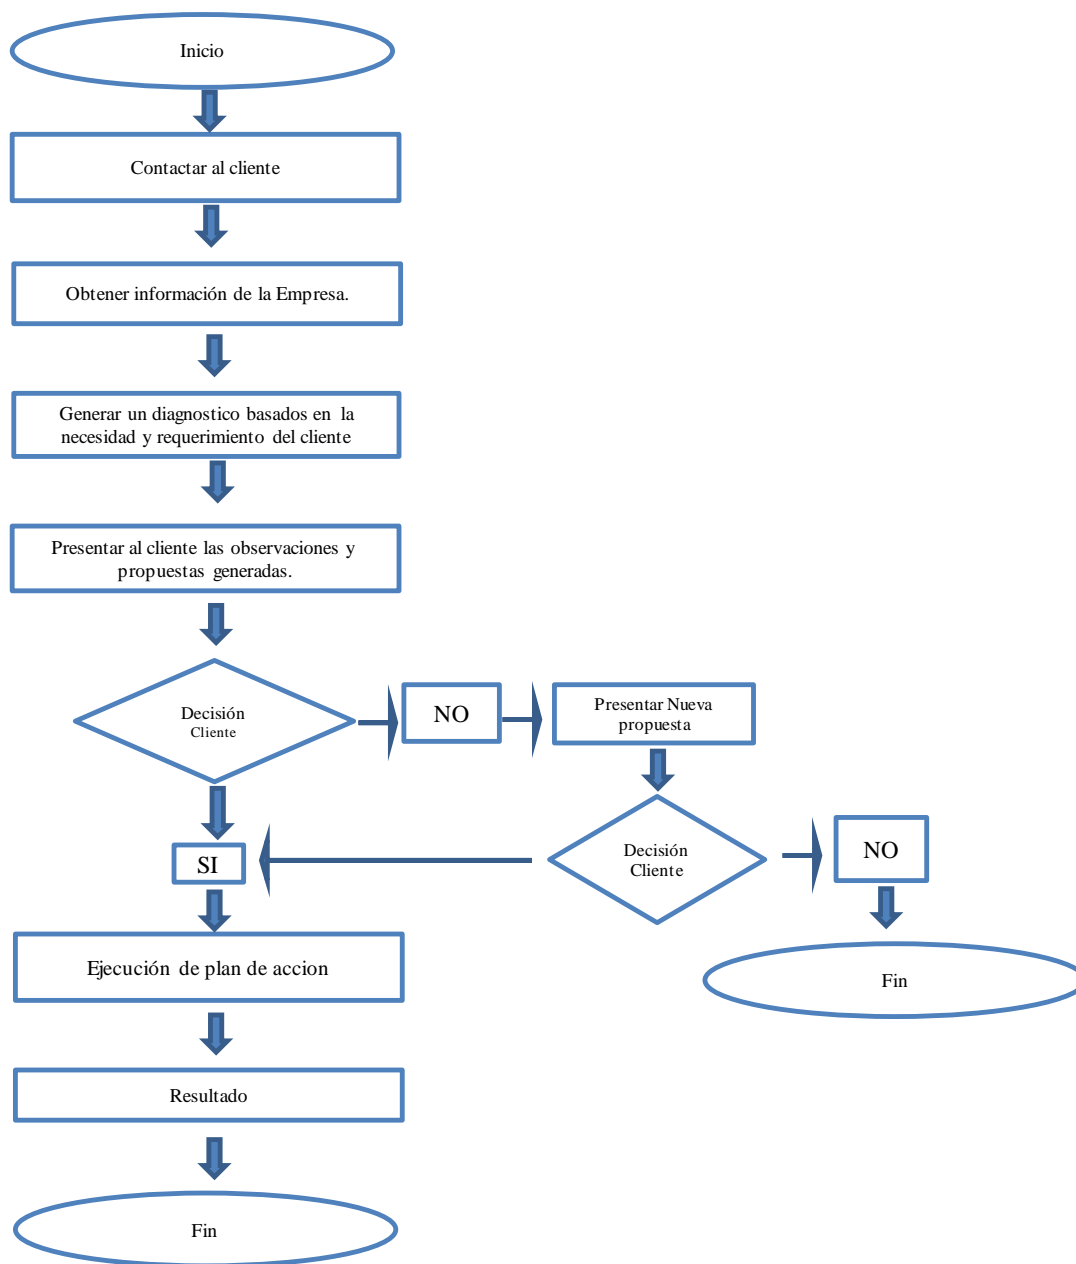 Inicio
Contactar al cliente
Obtener información de la Empresa.
Generar un diagnostico basados en la
necesidad y requerimiento del cliente
Presentar al cliente las observaciones y
propuestas generadas.
Decisión
Cliente
NO
Presentar Nueva
propuesta
SI
Decisión
Cliente
NO
Ejecución de plan de accion
Fin
Resultado
Fin